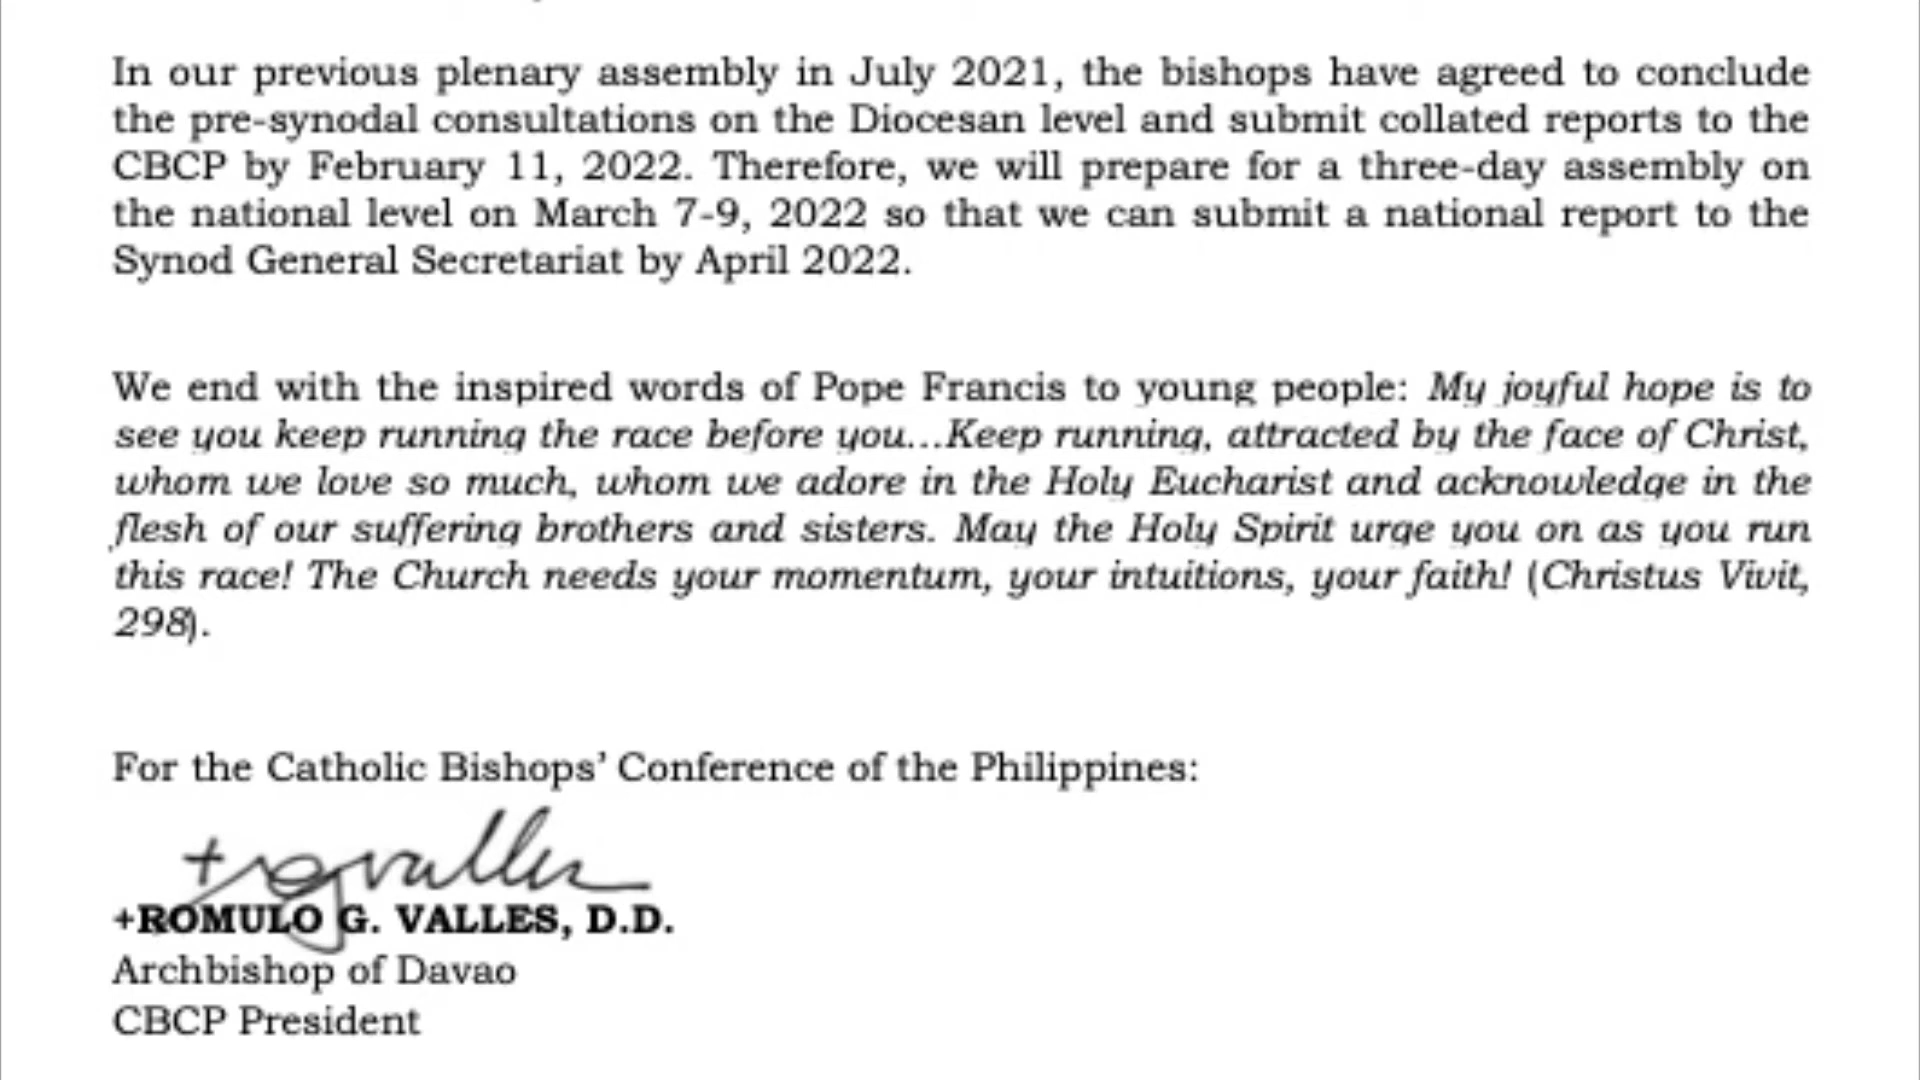 In our previous plenary assembly in July 2021, the bishops have agreed to conclude
the pre-synodal consultations on the Diocesan level and submit collated reports to the
CBCP by February 11, 2022. Therefore, we will prepare for a three-day assembly on
the national level on March 7-9, 2022 so that we can submit a national report to the
Synod General Secretariat by April 2022.
We end with the inspired words of Pope Francis to young people: My joyful hope is to
see you keep running the race before you...Keep running, attracted by the face of Christ,
whom we love so much, whom we adore in the Holy Eucharist and acknowledge in the
flesh of our suffering brothers and sisters. May the Holy Spirit urge you on as you run
this race! The Church needs your momentum, your intuitions, your faith! (Christus Vivit,
298).
For the Catholic Bishops’ Conference of the Philippines:
+rgvalles
+ROMULO G. VALLES, D.D.
Archbishop of Davao
CBCP President